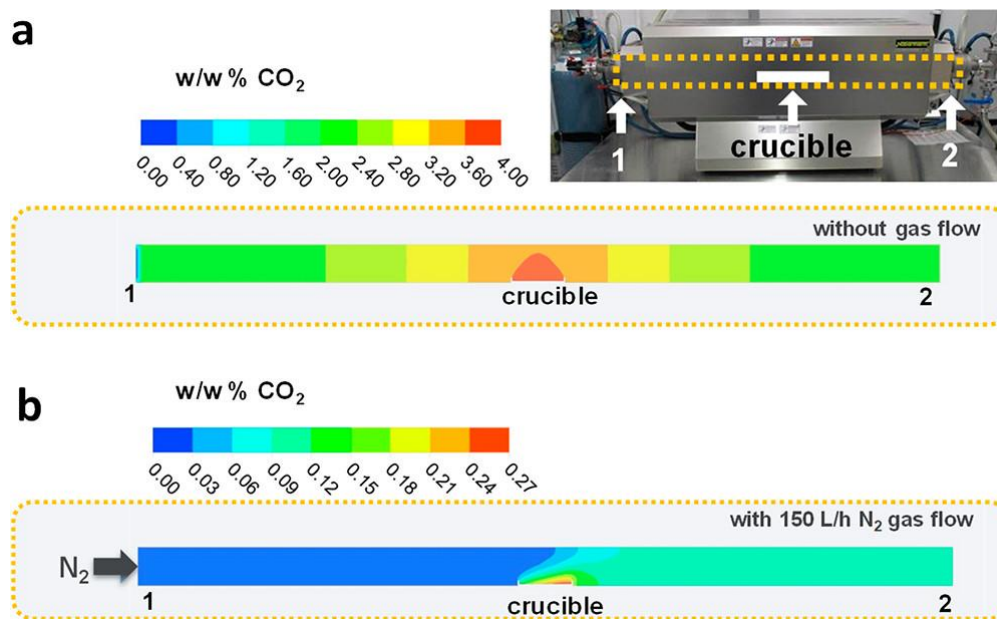 a
w/w % CO₂
0.00 0.40 0.80 1.20 1.60 2.00 2.40 2.80 3.20 3.60 4.00
1 crucible 2
without gas flow
1 crucible 2
b
w/w % CO₂
0.00 0.03 0.06 0.09 0.12 0.15 0.18 0.21 0.24 0.27
with 150 L/h N₂ gas flow
N₂
1 crucible 2